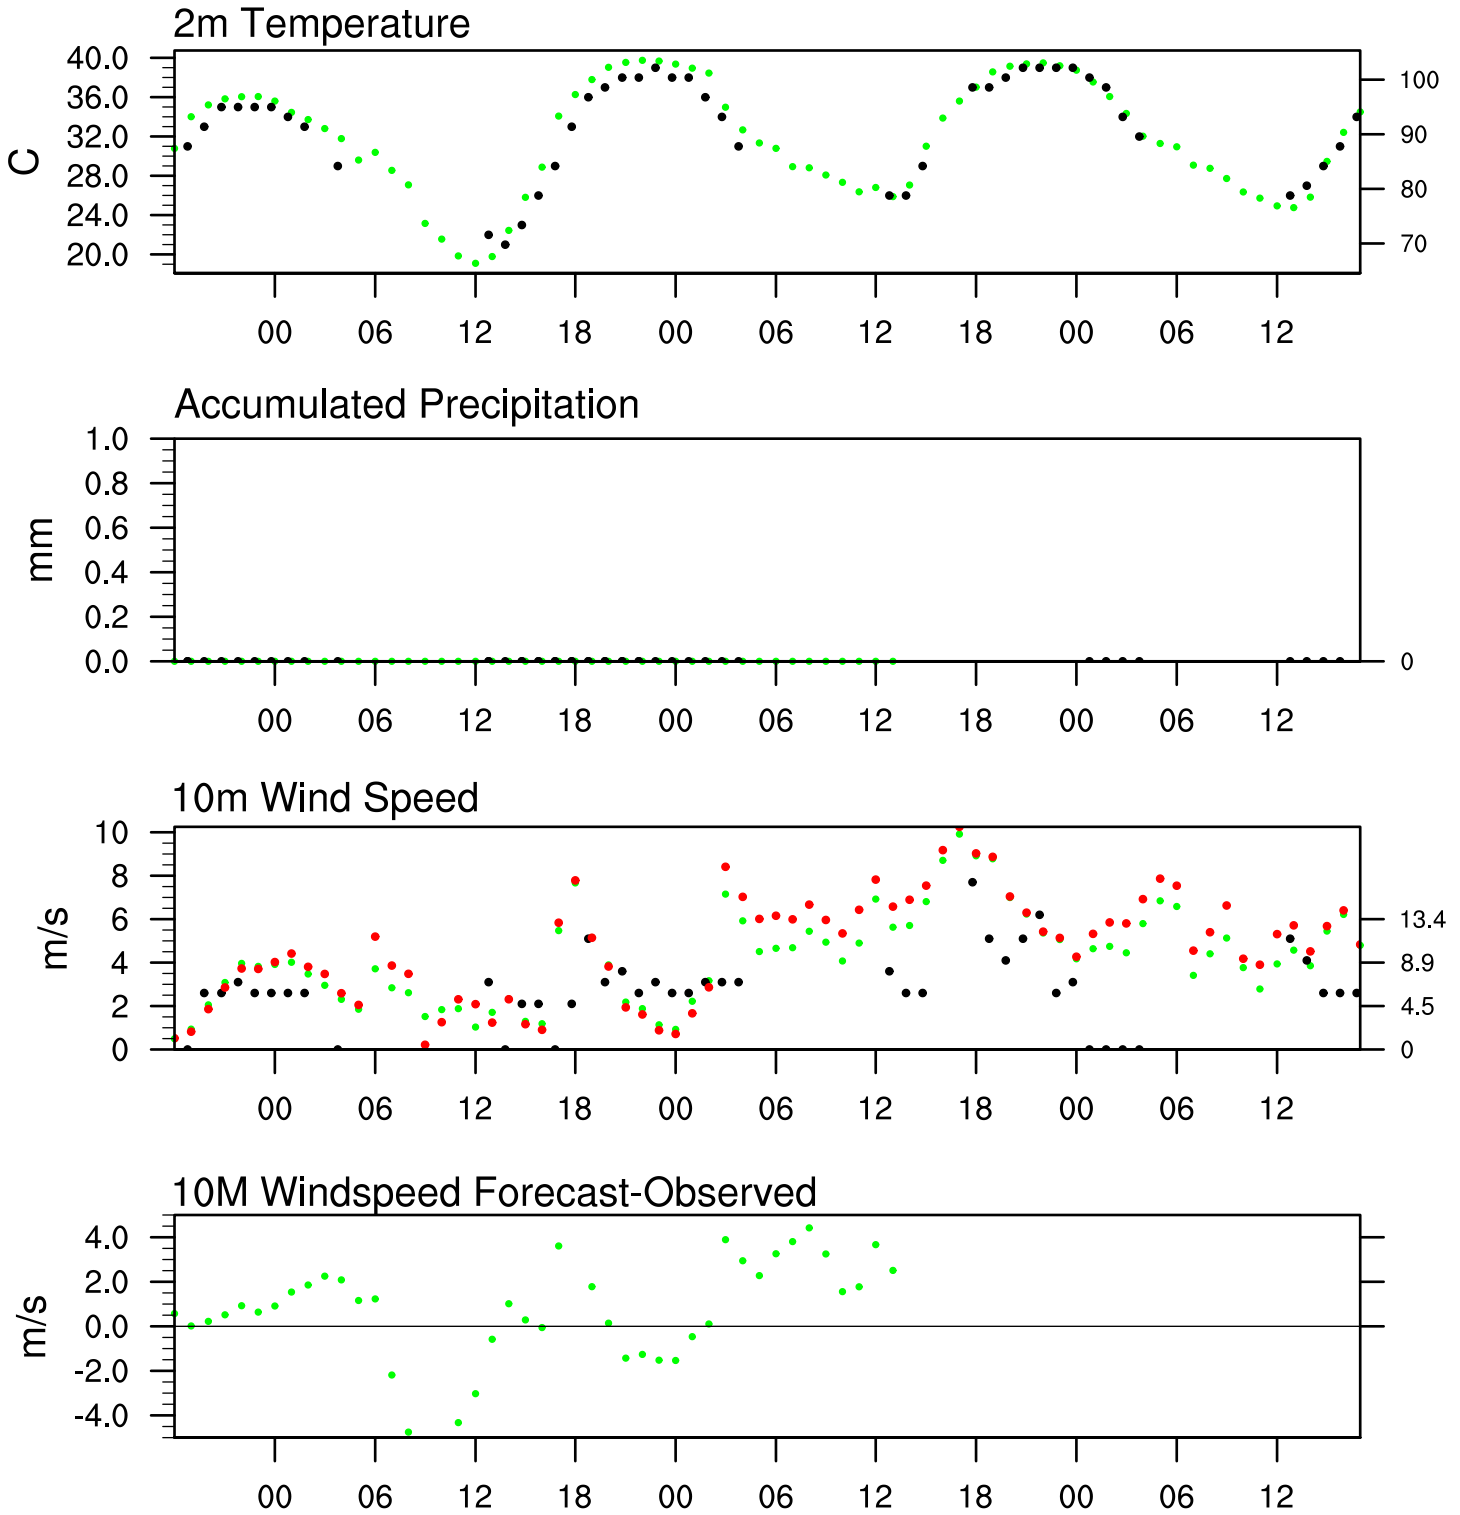 2m Temperature
40.0
36.0
32.0
28.0
24.0
20.0
C
100
90
80
70
00 06 12 18 00 06 12 18 00 06 12
Accumulated Precipitation
1.0
0.8
0.6
0.4
0.2
0.0
mm
0
00 06 12 18 00 06 12 18 00 06 12
10m Wind Speed
10
8
6
4
2
0
m/s
13.4
8.9
4.5
0
00 06 12 18 00 06 12 18 00 06 12
10M Windspeed Forecast-Observed
4.0
2.0
0.0
-2.0
-4.0
m/s
00 06 12 18 00 06 12 18 00 06 12